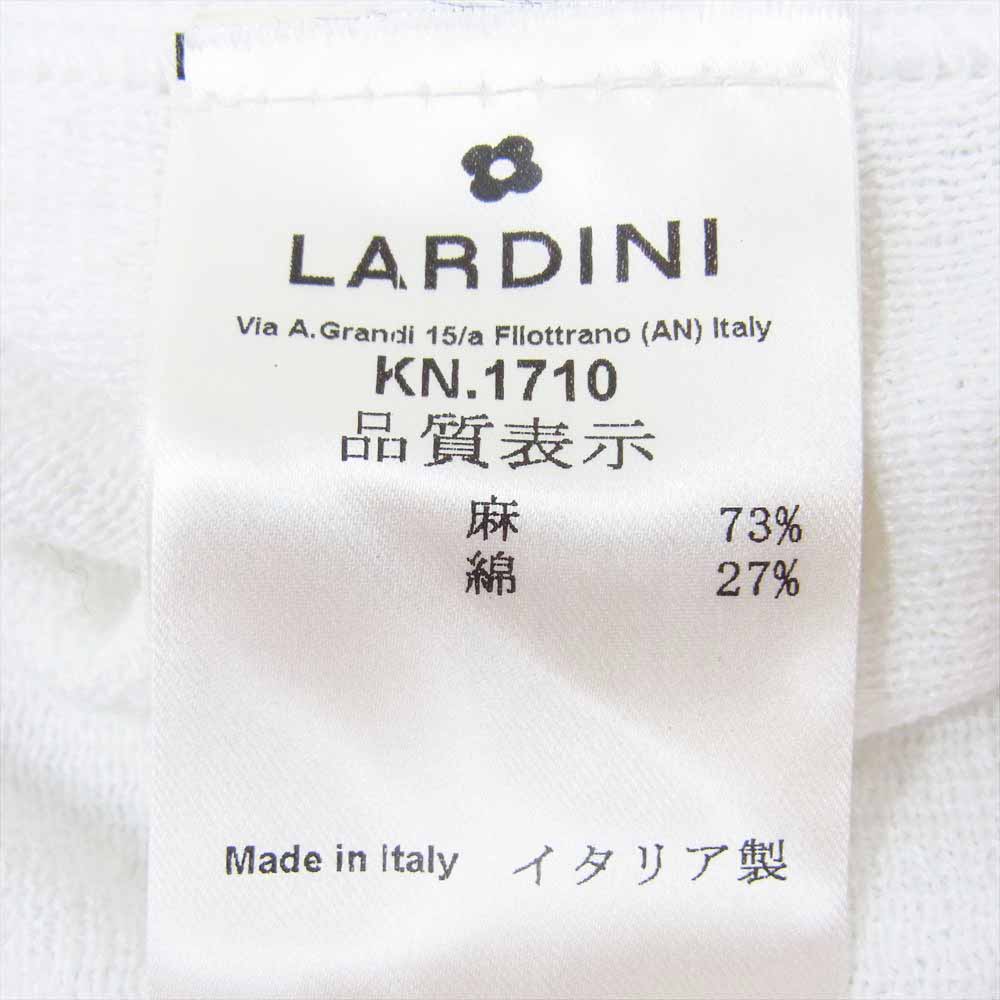 LARDINI
Via A.Grandi 15/a Filottrano (AN) Italy
KN.1710
品質表示
麻 73%
綿 27%
Made in Italy イタリア製